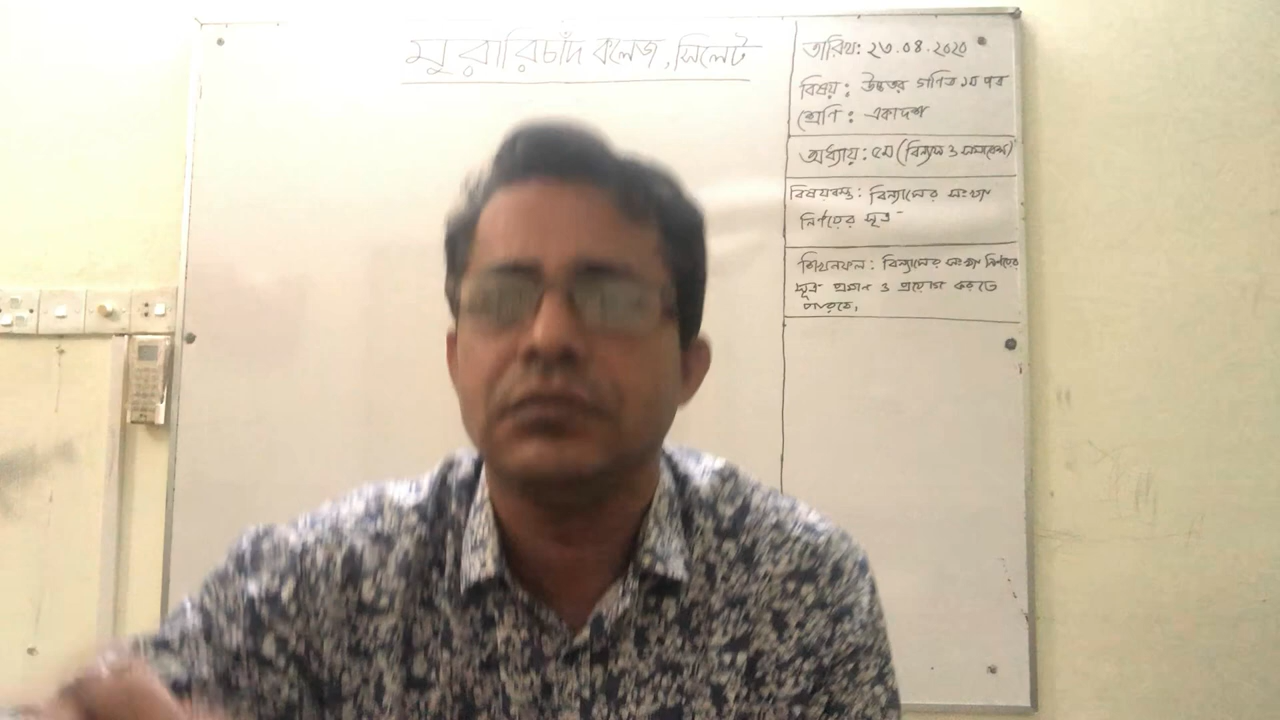 মুরারিচাঁদ কলেজ, সিলেট
তারিখ: ২৩.০৪.২০২০
বিষয়: উচ্চতর গণিত ১ম পত্র
শ্রেণি: একাদশ
অধ্যায়: ৫ম (বিন্যাস ও সমাবেশ)
বিষয়বস্তু: বিন্যাসের সংখ্যা
নির্ণয়ের সূত্র
শিখনফল: বিন্যাসের সংখ্যা নির্ণয়ের
সূত্র প্রমাণ ও প্রয়োগ করতে
পারবে,